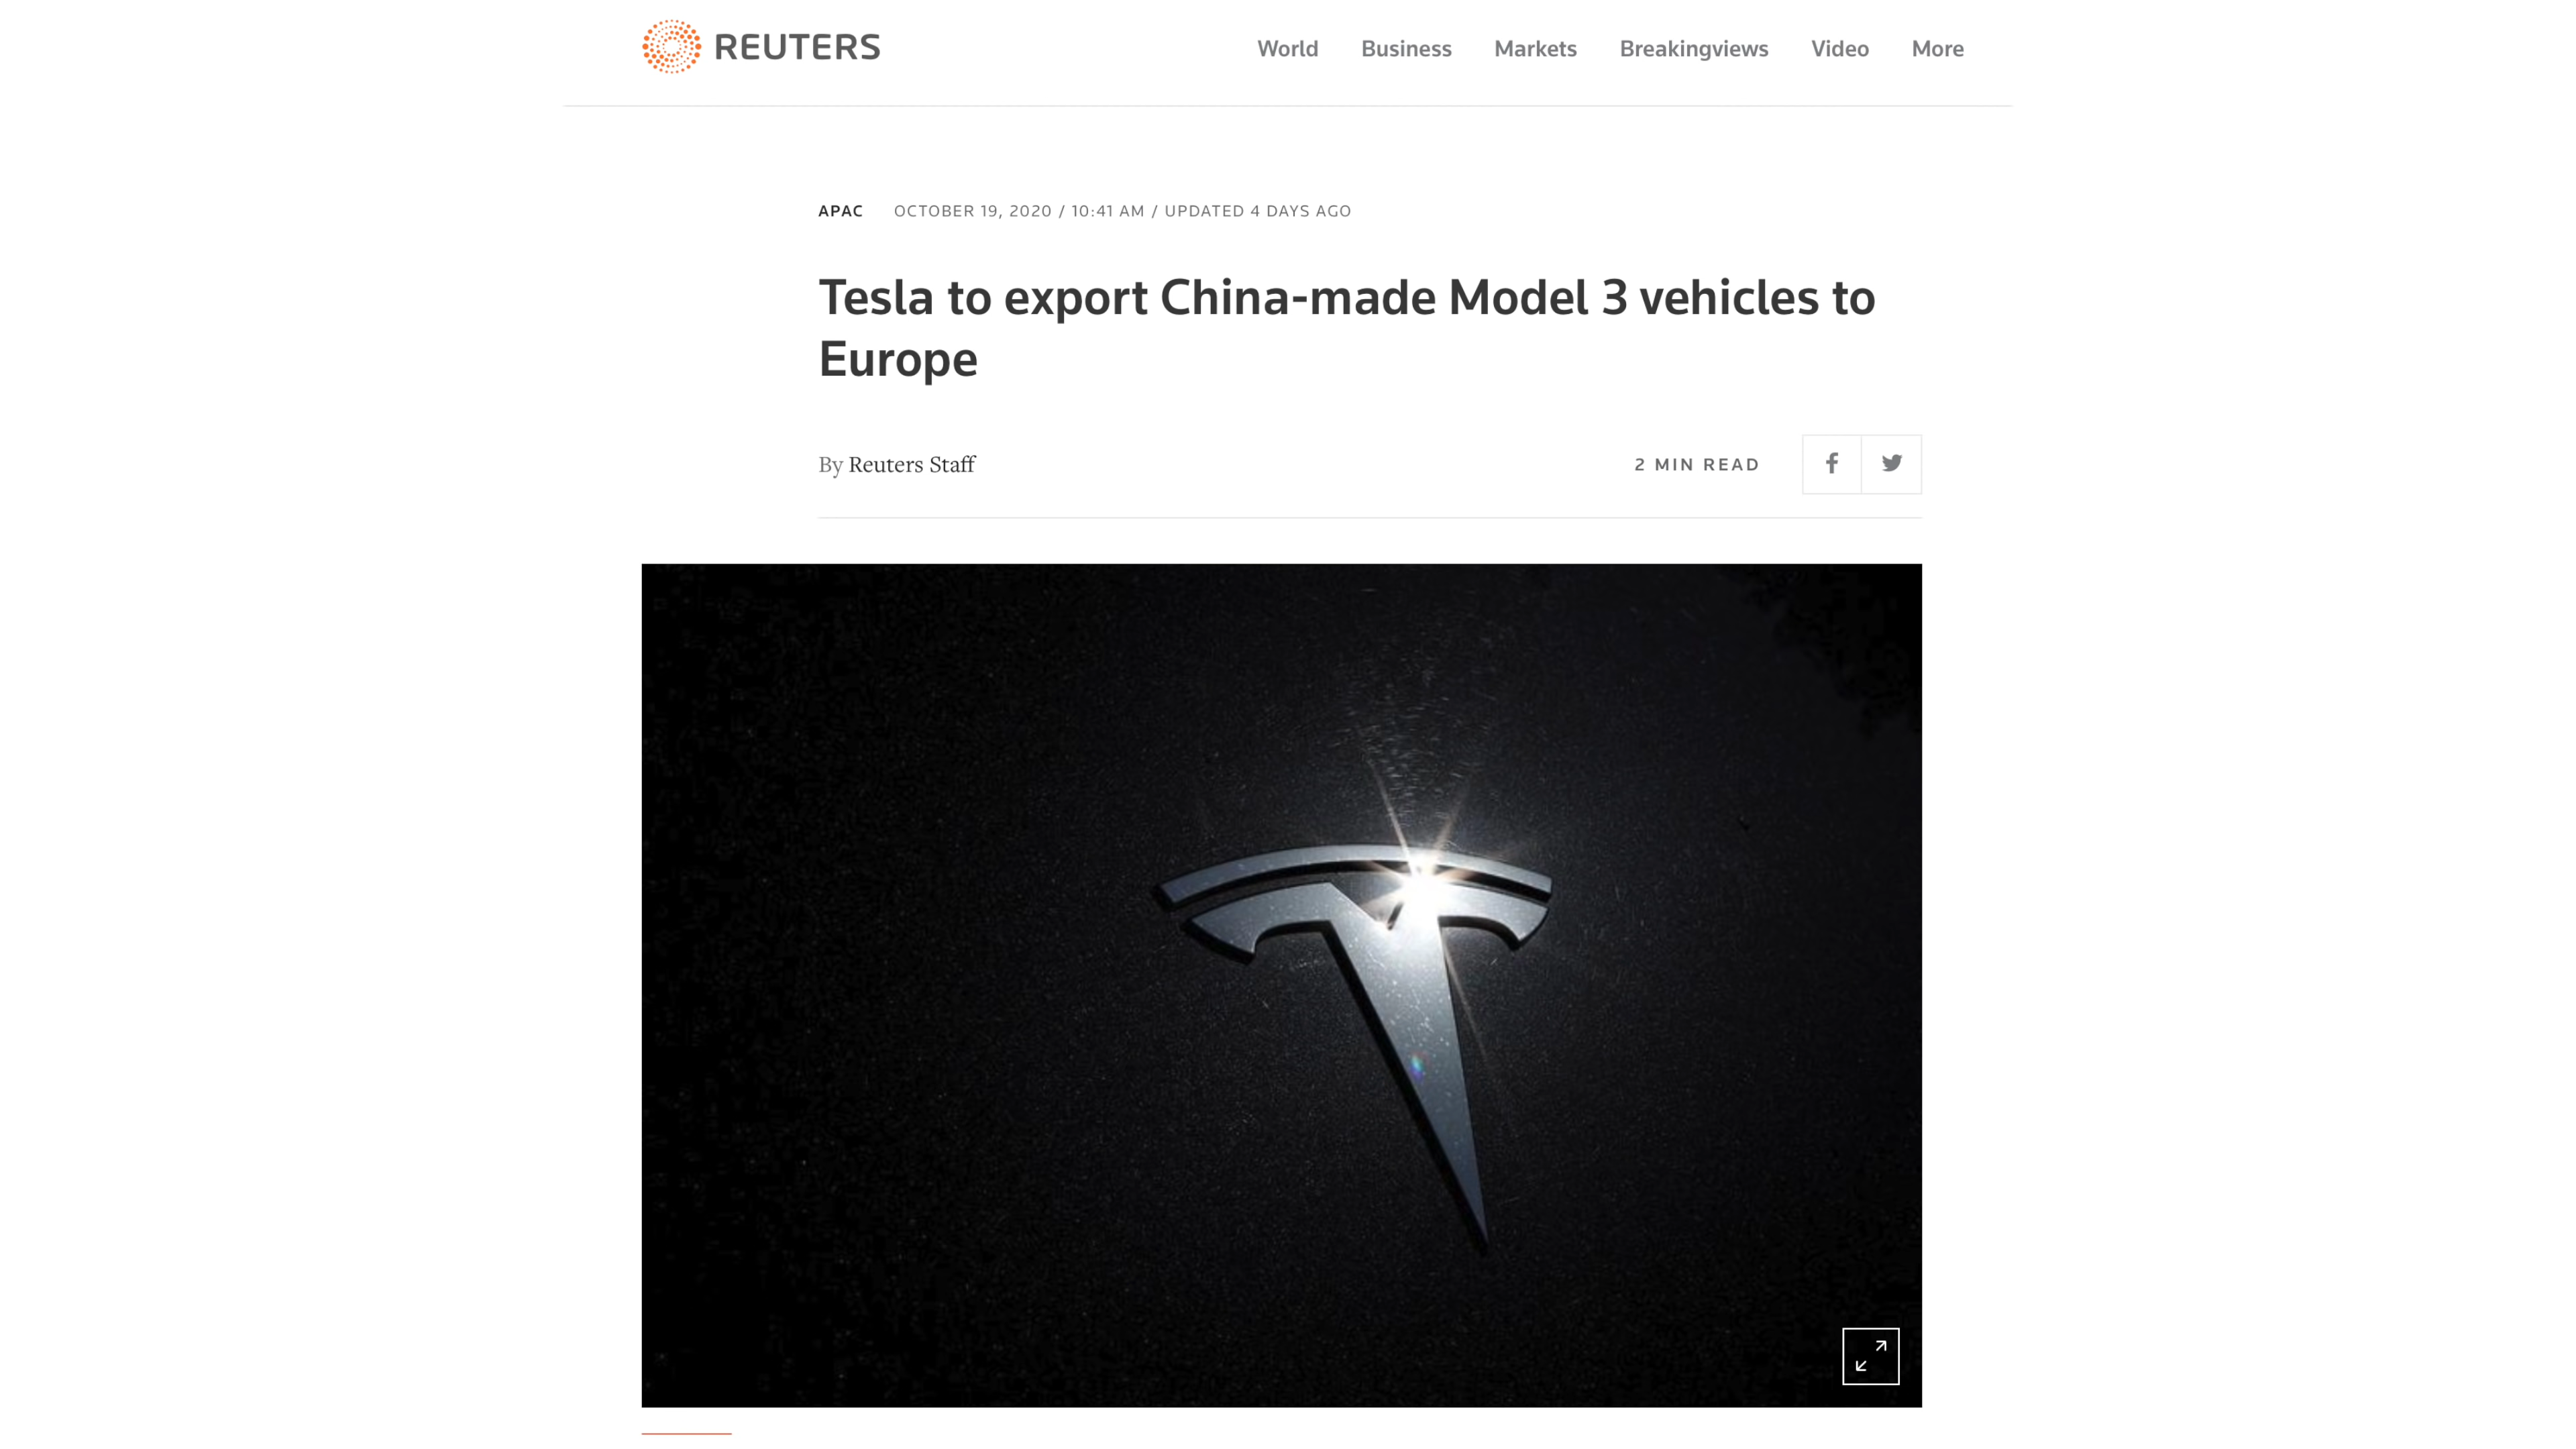 REUTERS
World Business Markets Breakingviews Video More
APAC OCTOBER 19, 2020 / 10:41 AM / UPDATED 4 DAYS AGO
Tesla to export China-made Model 3 vehicles to
Europe
By Reuters Staff
2 MIN READ